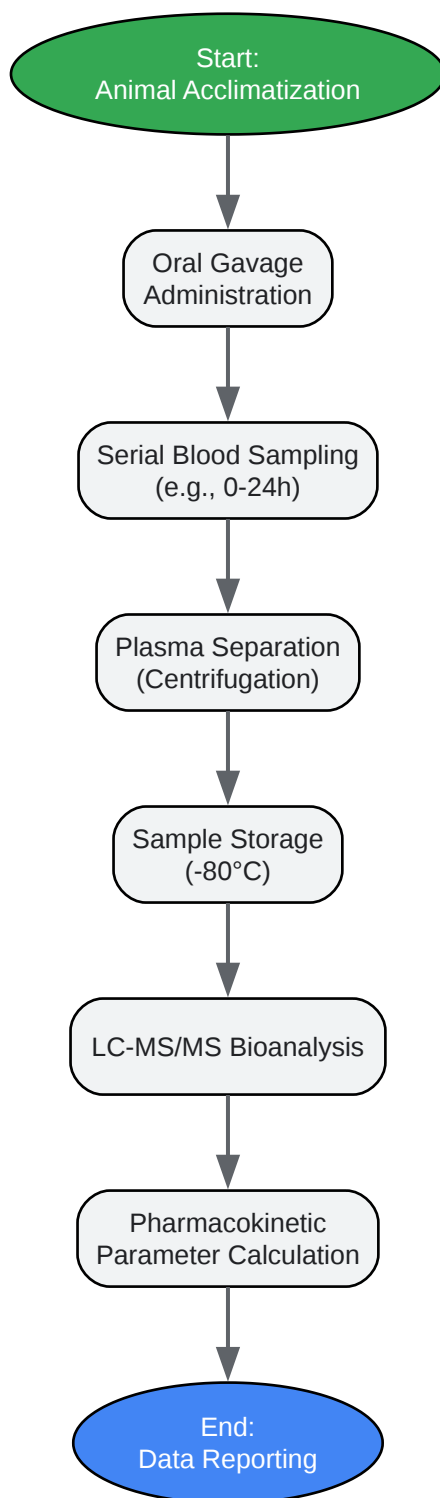 Start:
Animal Acclimatization
Oral Gavage
Administration
Serial Blood Sampling
(e.g., 0-24h)
Plasma Separation
(Centrifugation)
Sample Storage
(-80°C)
LC-MS/MS Bioanalysis
Pharmacokinetic
Parameter Calculation
End:
Data Reporting